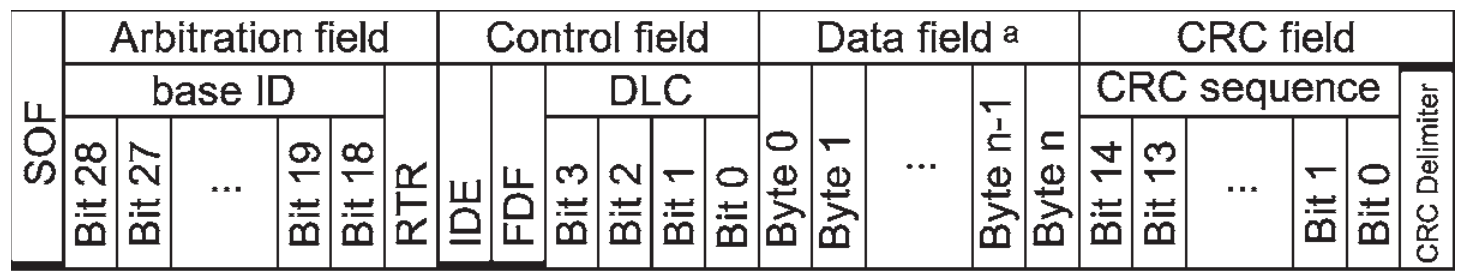 Arbitration field Control field Data field a CRC field
SOF base ID RTR IDE FDF DLC CRC sequence CRC Delimiter
Bit 28 Bit 27 ... Bit 19 Bit 18 Bit 3 Bit 2 Bit 1 Bit 0 Byte 0 Byte 1 ... Byte n-1 Byte n Bit 14 Bit 13 ... Bit 1 Bit 0